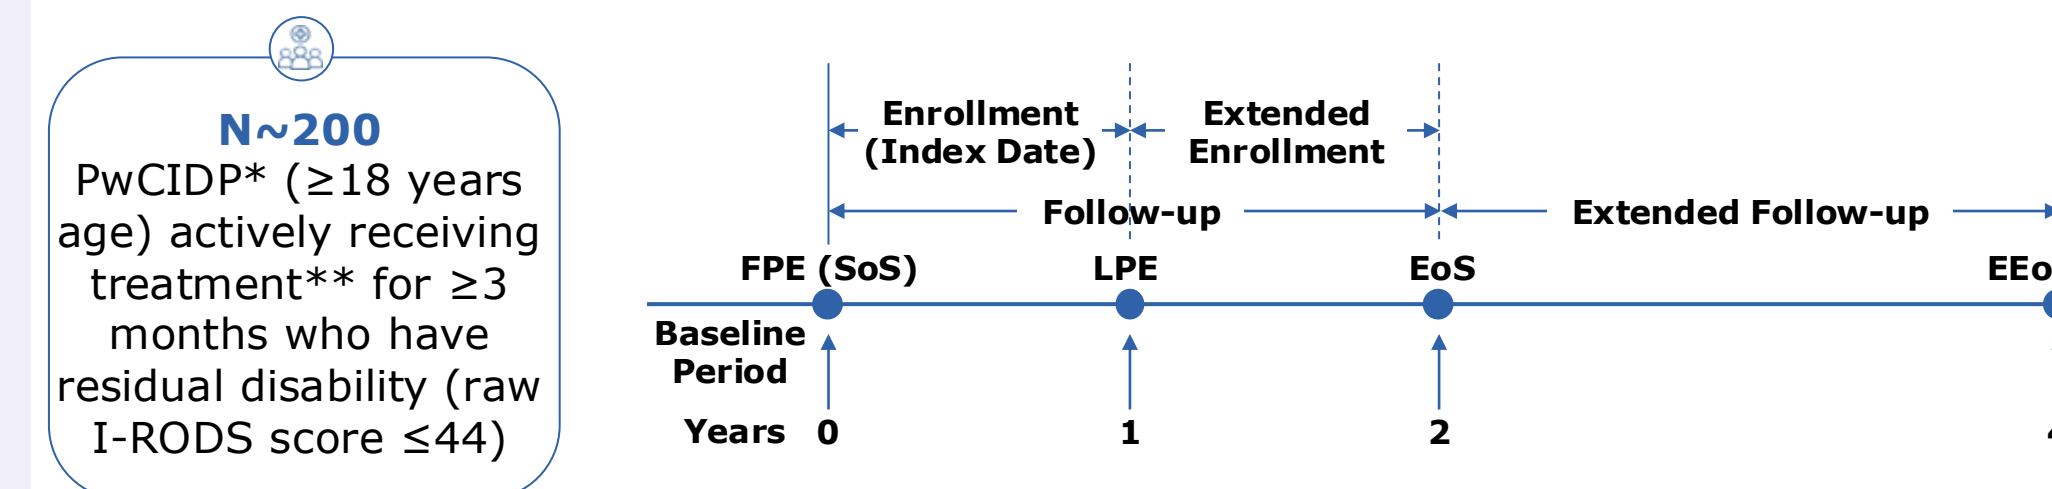 N~200
PwCIDP* (≥18 years
age) actively receiving
treatment** for ≥3
months who have
residual disability (raw
I-RODS score ≤44)
Enrollment
(Index Date)
Extended
Enrollment
Follow-up
Extended Follow-up
FPE (SoS)
LPE
EoS
Baseline
Period
Years 0 1 2